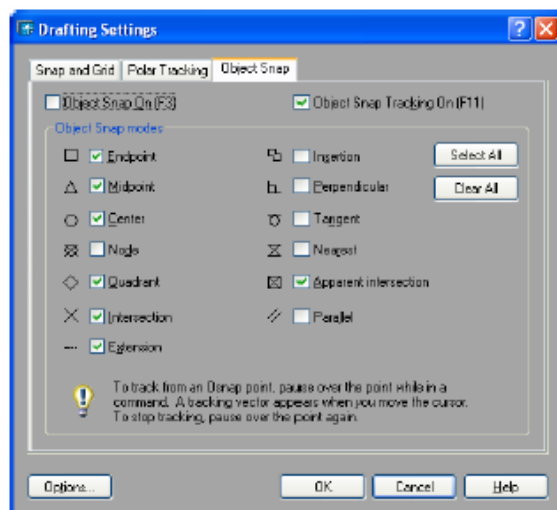 Drafting Settings
Snap and Grid Polar Tracking Object Snap
Object Snap On (F3) Object Snap Tracking On (F11)
Object Snap modes
Endpoint Insertion Select All
Midpoint Perpendicular Clear All
Center Tangent
Node Nearest
Quadrant Apparent intersection
Intersection Parallel
Extension
To track from an Osnap point, pause over the point while in a
command. A tracking vector appears when you move the cursor.
To stop tracking, pause over the point again.
Options... OK Cancel Help